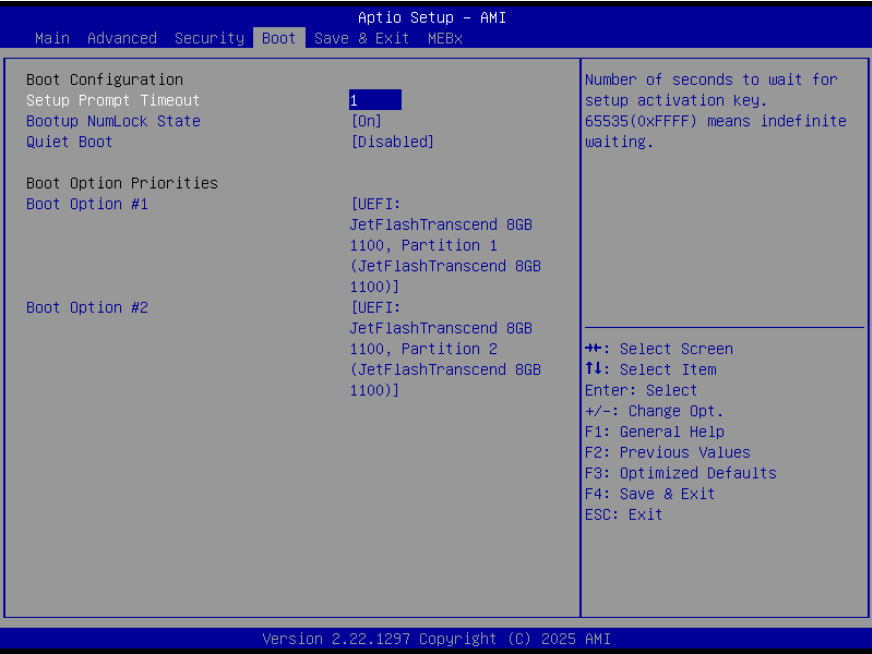 Aptio Setup – AMI
Main Advanced Security Boot Save & Exit MEBx
Boot Configuration
Setup Prompt Timeout 1
Bootup NumLock State [On]
Quiet Boot [Disabled]
Boot Option Priorities
Boot Option #1 [UEFI:
JetFlashTranscend 8GB
1100, Partition 1
(JetFlashTranscend 8GB
1100)]
Boot Option #2 [UEFI:
JetFlashTranscend 8GB
1100, Partition 2
(JetFlashTranscend 8GB
1100)]
Number of seconds to wait for
setup activation key.
65535(0xFFFF) means indefinite
waiting.
→←: Select Screen
↑↓: Select Item
Enter: Select
+/-: Change Opt.
F1: General Help
F2: Previous Values
F3: Optimized Defaults
F4: Save & Exit
ESC: Exit
Version 2.22.1297 Copyright (C) 2025 AMI